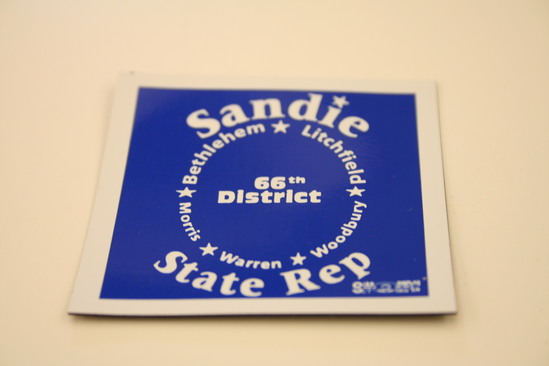 Sandie
Bethlehem ★ Litchfield
66th
District
Morris ★ Warren ★ Woodbury
State Rep